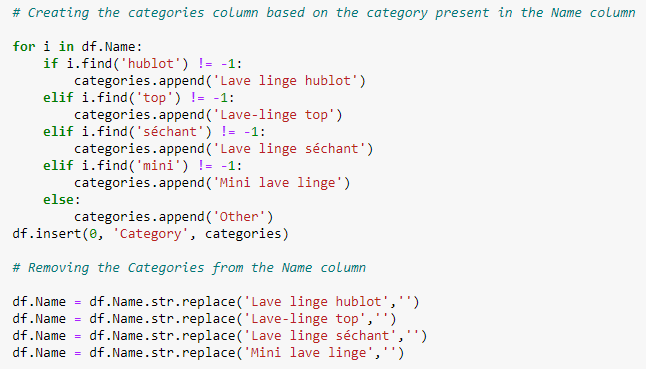 # Creating the categories column based on the category present in the Name column
for i in df.Name:
    if i.find('hublot') != -1:
        categories.append('Lave linge hublot')
    elif i.find('top') != -1:
        categories.append('Lave-linge top')
    elif i.find('séchant') != -1:
        categories.append('Lave linge séchant')
    elif i.find('mini') != -1:
        categories.append('Mini lave linge')
    else:
        categories.append('Other')
df.insert(0, 'Category', categories)
# Removing the Categories from the Name column
df.Name = df.Name.str.replace('Lave linge hublot','')
df.Name = df.Name.str.replace('Lave-linge top','')
df.Name = df.Name.str.replace('Lave linge séchant','')
df.Name = df.Name.str.replace('Mini lave linge','')